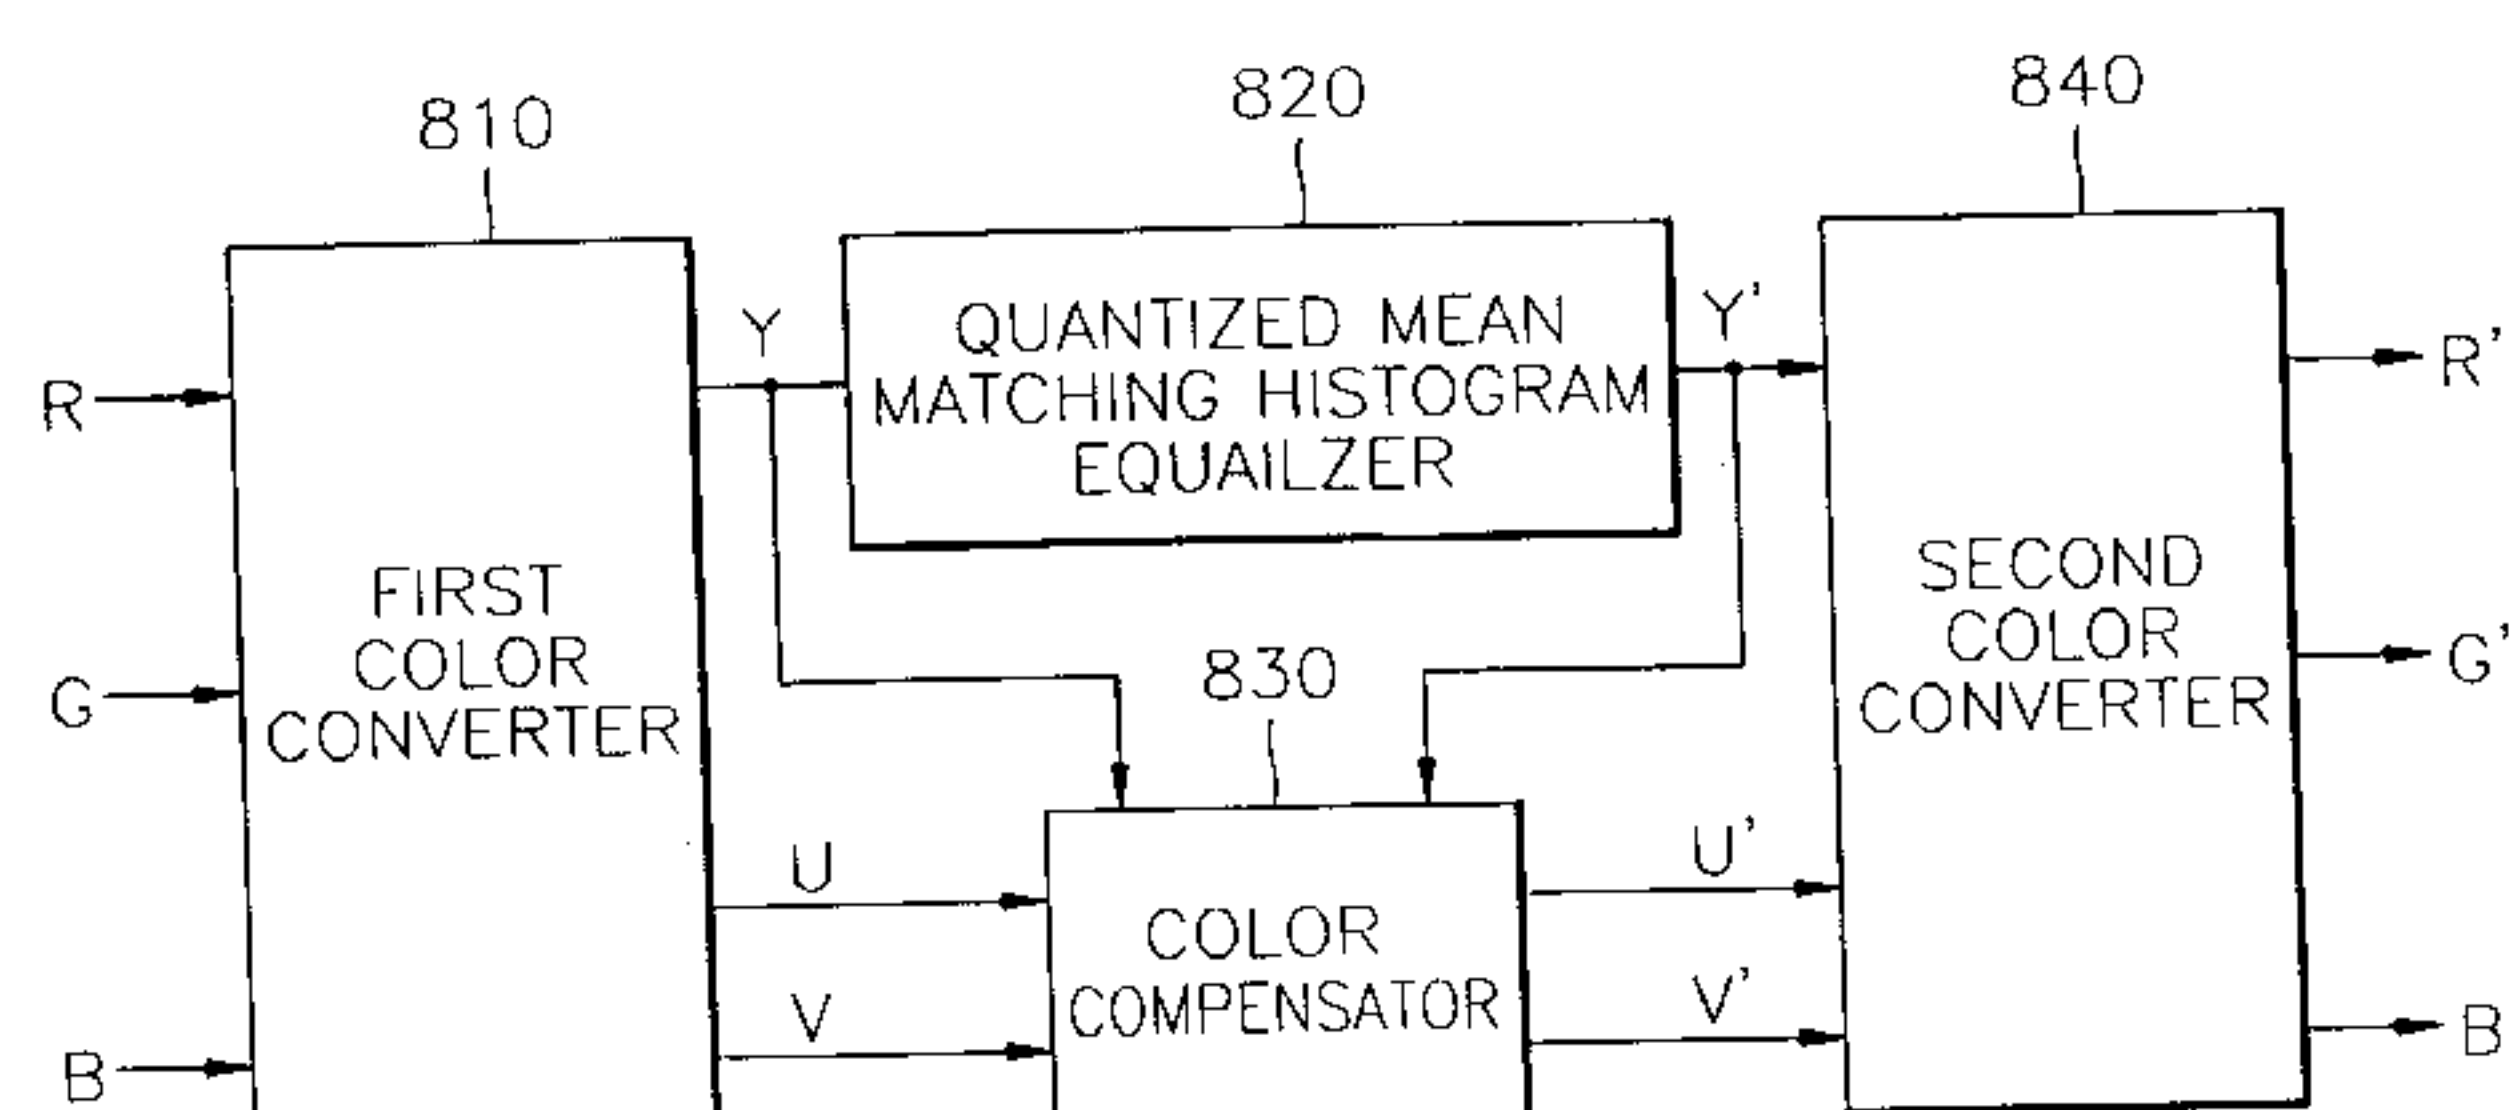 810
820
840
Y
QUANTIZED MEAN
MATCHING HISTOGRAM
EQUAILZER
Y'
R
R'
FIRST
COLOR
CONVERTER
SECOND
COLOR
CONVERTER
G
G'
830
U
U'
COLOR
COMPENSATOR
V
V'
B
B